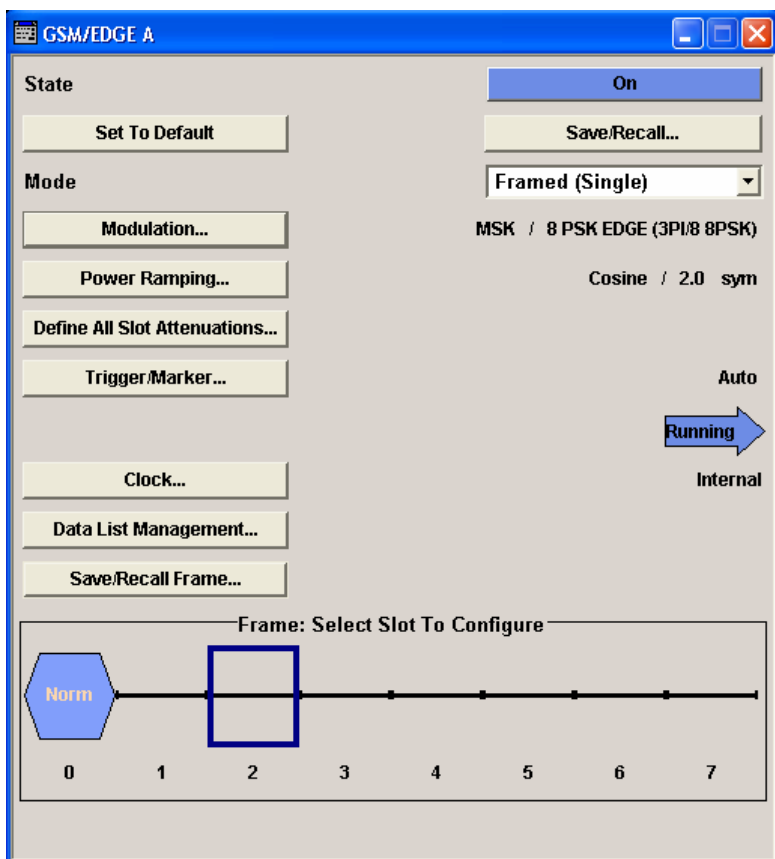 GSM/EDGE A
State On
Set To Default Save/Recall...
Mode Framed (Single)
Modulation... MSK / 8 PSK EDGE (3PI/8 8PSK)
Power Ramping... Cosine / 2.0 sym
Define All Slot Attenuations...
Trigger/Marker... Auto
Running
Clock... Internal
Data List Management...
Save/Recall Frame...
Frame: Select Slot To Configure
Norm
0 1 2 3 4 5 6 7